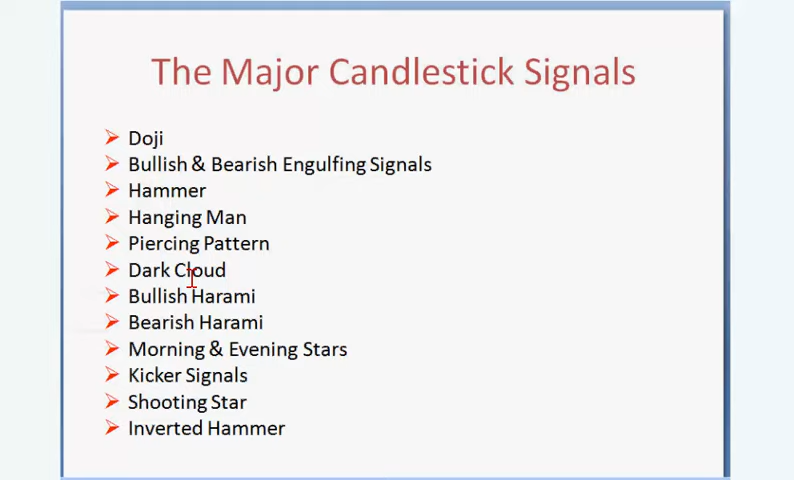 The Major Candlestick Signals
Doji
Bullish & Bearish Engulfing Signals
Hammer
Hanging Man
Piercing Pattern
Dark Cloud
Bullish Harami
Bearish Harami
Morning & Evening Stars
Kicker Signals
Shooting Star
Inverted Hammer